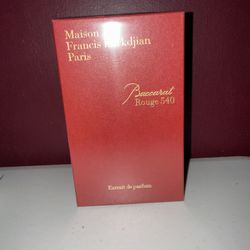 Maison
Francis Kurkdjian
Paris
Baccarat
Rouge 540
Extrait de parfum